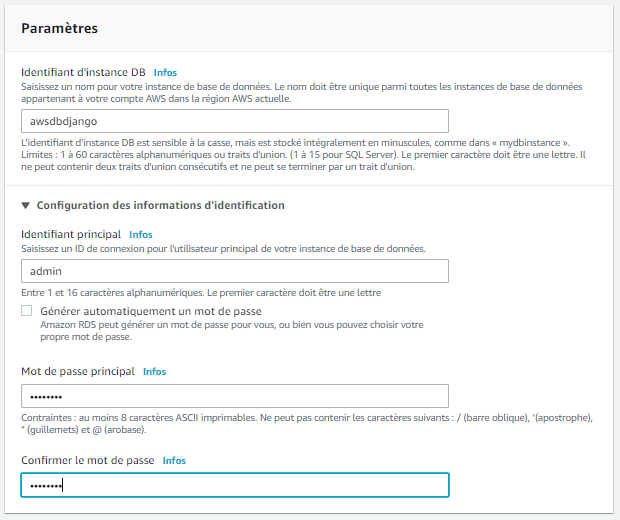 Paramètres
Identifiant d'instance DB Infos
Saisissez un nom pour votre instance de base de données. Le nom doit être unique parmi toutes les instances de base de données
appartenant à votre compte AWS dans la région AWS actuelle.
awsdbdjango
L'identifiant d'instance DB est sensible à la casse, mais est stocké intégralement en minuscules, comme dans « mydbinstance ».
Limites : 1 à 60 caractères alphanumériques ou traits d'union. (1 à 15 pour SQL Server). Le premier caractère doit être une lettre. Il
ne peut contenir deux traits d'union consécutifs et ne peut se terminer par un trait d'union.
▼ Configuration des informations d'identification
Identifiant principal Infos
Saisissez un ID de connexion pour l'utilisateur principal de votre instance de base de données.
admin
Entre 1 et 16 caractères alphanumériques. Le premier caractère doit être une lettre
Générer automatiquement un mot de passe
Amazon RDS peut générer un mot de passe pour vous, ou bien vous pouvez choisir votre
propre mot de passe.
Mot de passe principal Infos
••••••••
Contraintes : au moins 8 caractères ASCII imprimables. Ne peut pas contenir les caractères suivants : / (barre oblique), '(apostrophe),
" (guillemets) et @ (arobase).
Confirmer le mot de passe Infos
••••••••